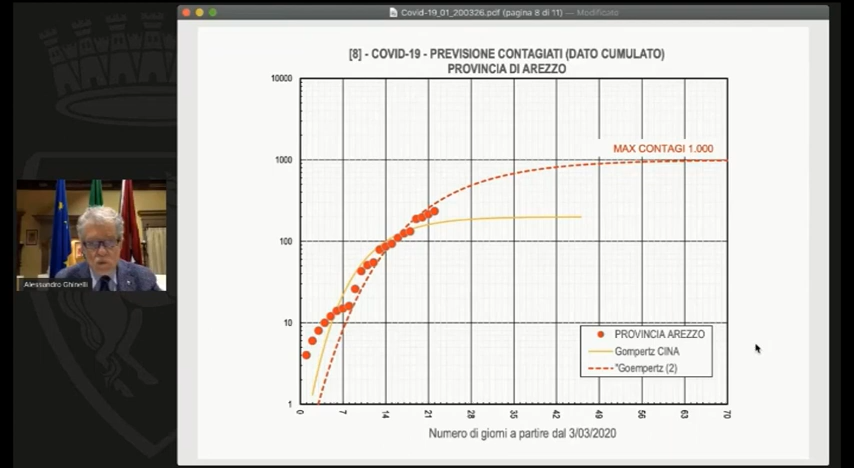 Covid-19_01_200326.pdf (pagina 8 di 11) — Modificato
[8] - COVID-19 - PREVISIONE CONTAGIATI (DATO CUMULATO)
PROVINCIA DI AREZZO
10000
1000
100
10
1
MAX CONTAGI 1.000
PROVINCIA AREZZO
Gompertz CINA
"Goempertz (2)
0 7 14 21 28 35 42 49 56 63 70
Numero di giorni a partire dal 3/03/2020
Alessandro Ghinelli